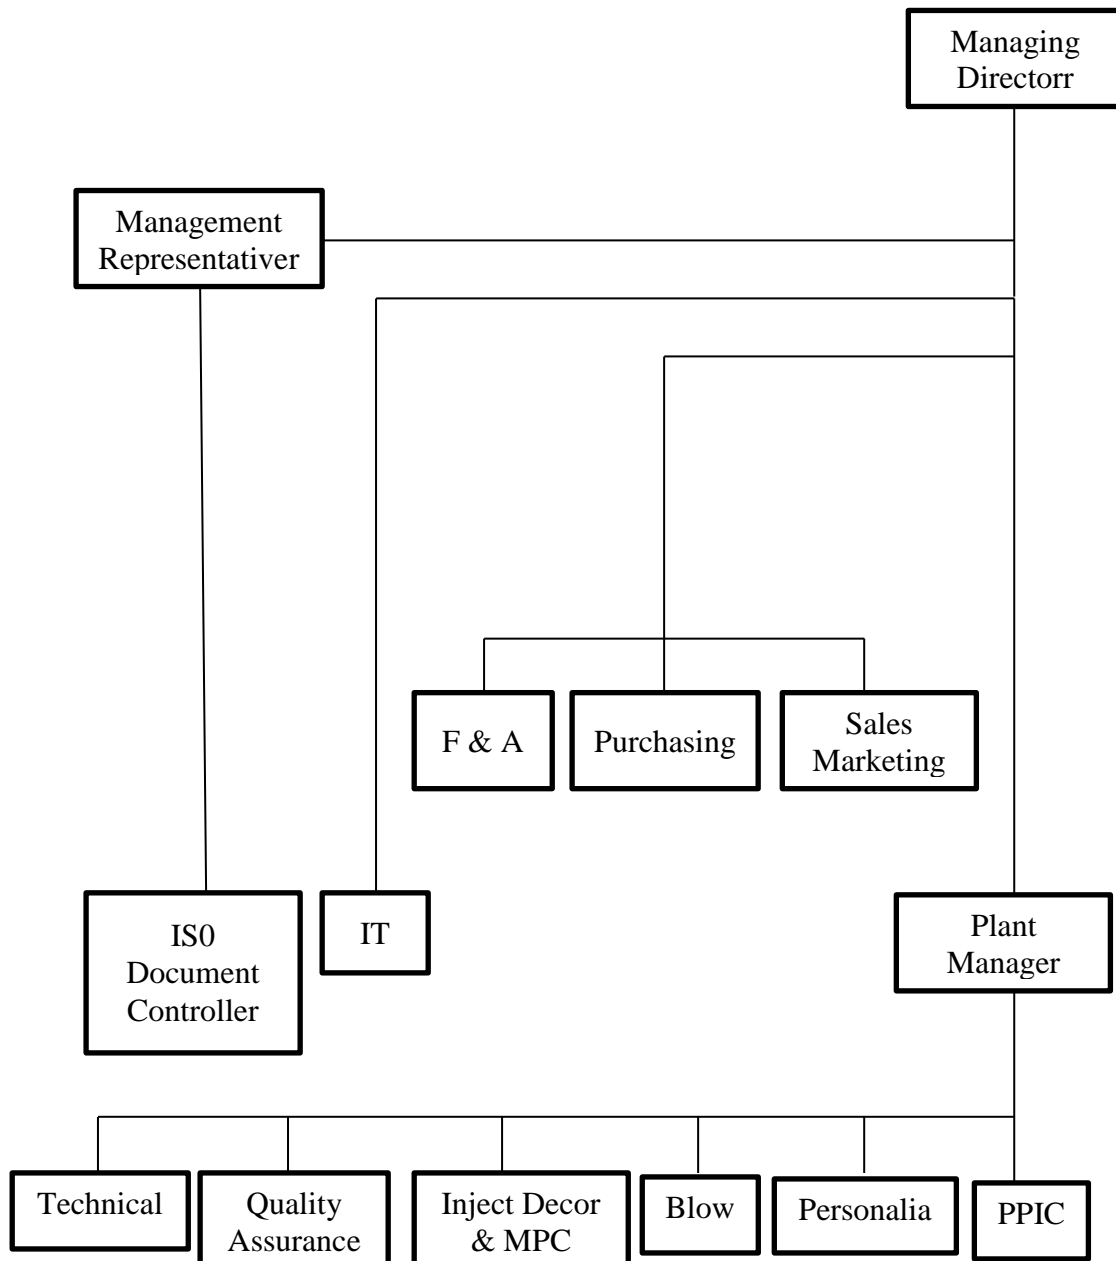 Managing
Directorr
Management
Representativer
F & A
Purchasing
Sales
Marketing
IS0
Document
Controller
IT
Plant
Manager
Technical
Quality
Assurance
Inject Decor
& MPC
Blow
Personalia
PPIC